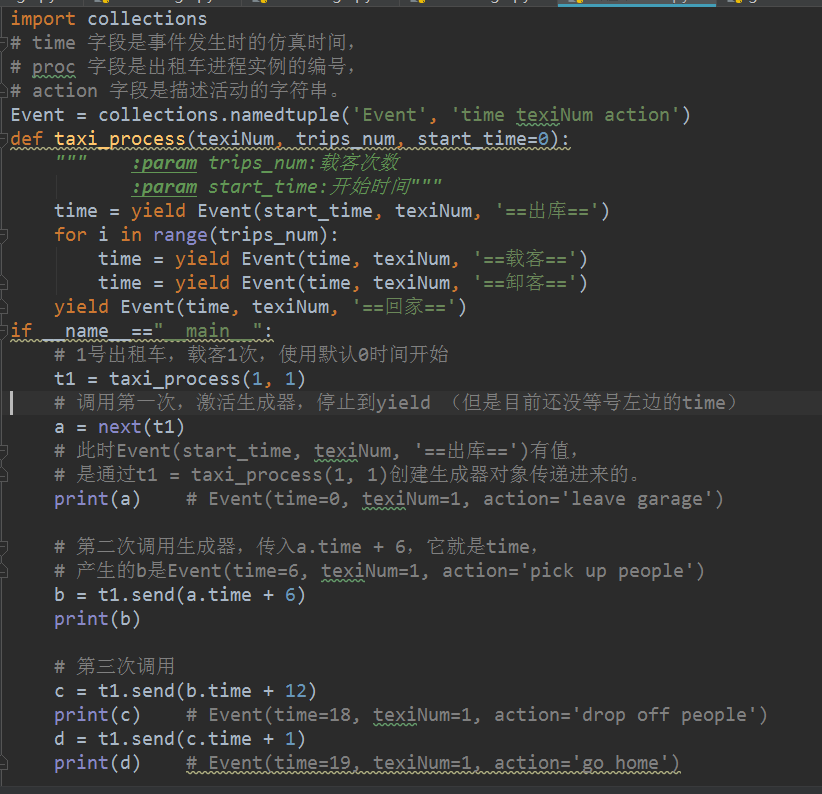 import collections
# time 字段是事件发生时的仿真时间,
# proc 字段是出租车进程实例的编号,
# action 字段是描述活动的字符串。
Event = collections.namedtuple('Event', 'time texiNum action')
def taxi_process(texiNum, trips_num, start_time=0):
    """    :param trips_num:载客次数
           :param start_time:开始时间"""
    time = yield Event(start_time, texiNum, '==出库==')
    for i in range(trips_num):
        time = yield Event(time, texiNum, '==载客==')
        time = yield Event(time, texiNum, '==卸客==')
    yield Event(time, texiNum, '==回家==')
if __name__=="__main__":
    # 1号出租车，载客1次，使用默认0时间开始
    t1 = taxi_process(1, 1)
    # 调用第一次，激活生成器，停止到yield （但是目前还没等号左边的time）
    a = next(t1)
    # 此时Event(start_time, texiNum, '==出库==')有值，
    # 是通过t1 = taxi_process(1, 1)创建生成器对象传递进来的。
    print(a)    # Event(time=0, texiNum=1, action='leave garage')
    # 第二次调用生成器，传入a.time + 6，它就是time，
    # 产生的b是Event(time=6, texiNum=1, action='pick up people')
    b = t1.send(a.time + 6)
    print(b)
    # 第三次调用
    c = t1.send(b.time + 12)
    print(c)    # Event(time=18, texiNum=1, action='drop off people')
    d = t1.send(c.time + 1)
    print(d)    # Event(time=19, texiNum=1, action='go home')